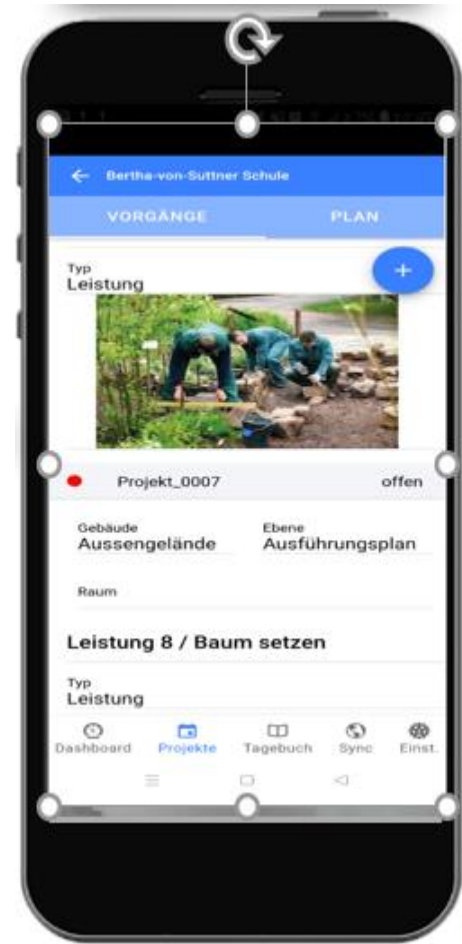 Bertha-von-Suttner Schule
VORGÄNGE PLAN
Typ
Leistung
Projekt_0007 offen
Gebäude Ebene
Aussengelände Ausführungsplan
Raum
Leistung 8 / Baum setzen
Typ
Leistung
Dashboard Projekte Tagebuch Sync Einst.